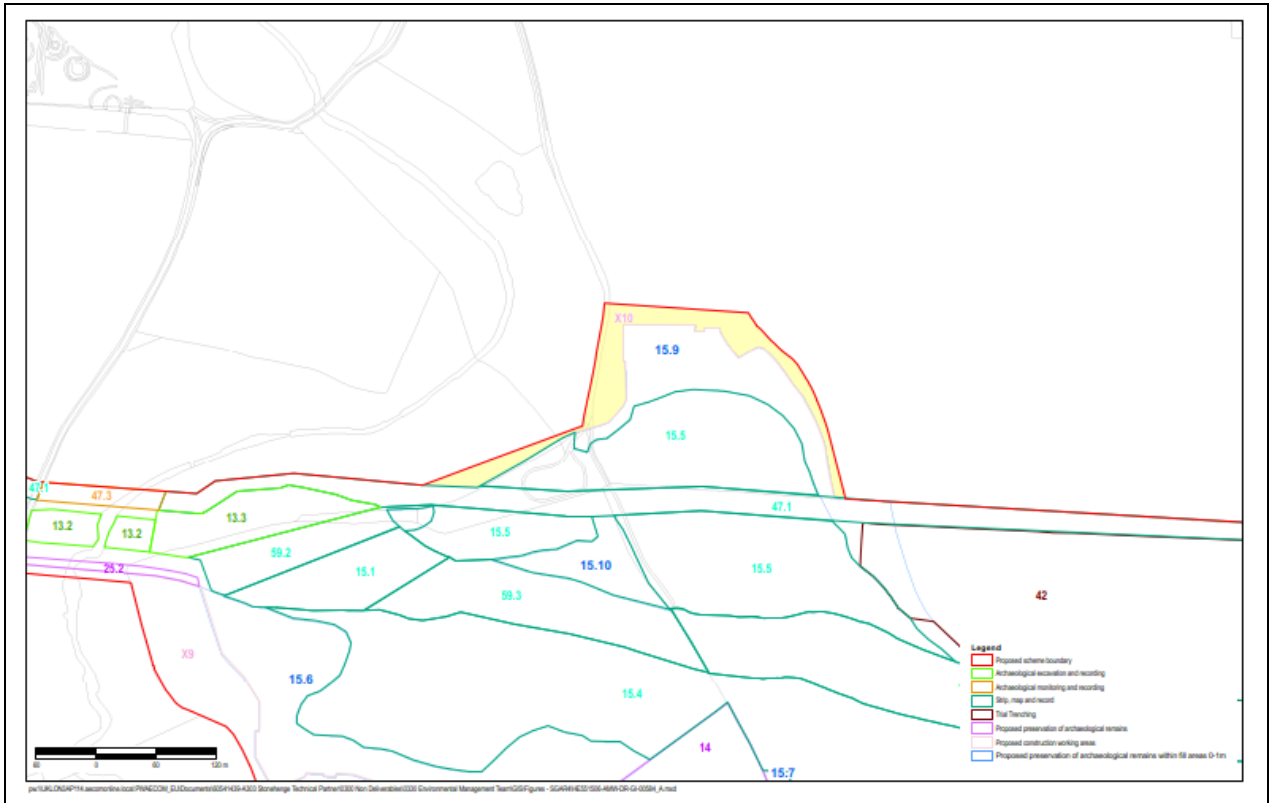 X10
15.9
15.5
47.1
47.3
47.1
13.2
13.2
13.3
15.5
59.2
15.1
15.10
15.5
25.2
59.3
42
X9
15.6
15.4
14
15.7
Legend
Proposed scheme boundary
Archaeological excavation and recording
Archaeological monitoring and recording
Strip, map and record
Trial Trenching
Proposed preservation of archaeological remains
Proposed construction working areas
Proposed preservation of archaeological remains within fill areas 0-1m
60 0 60 120 m